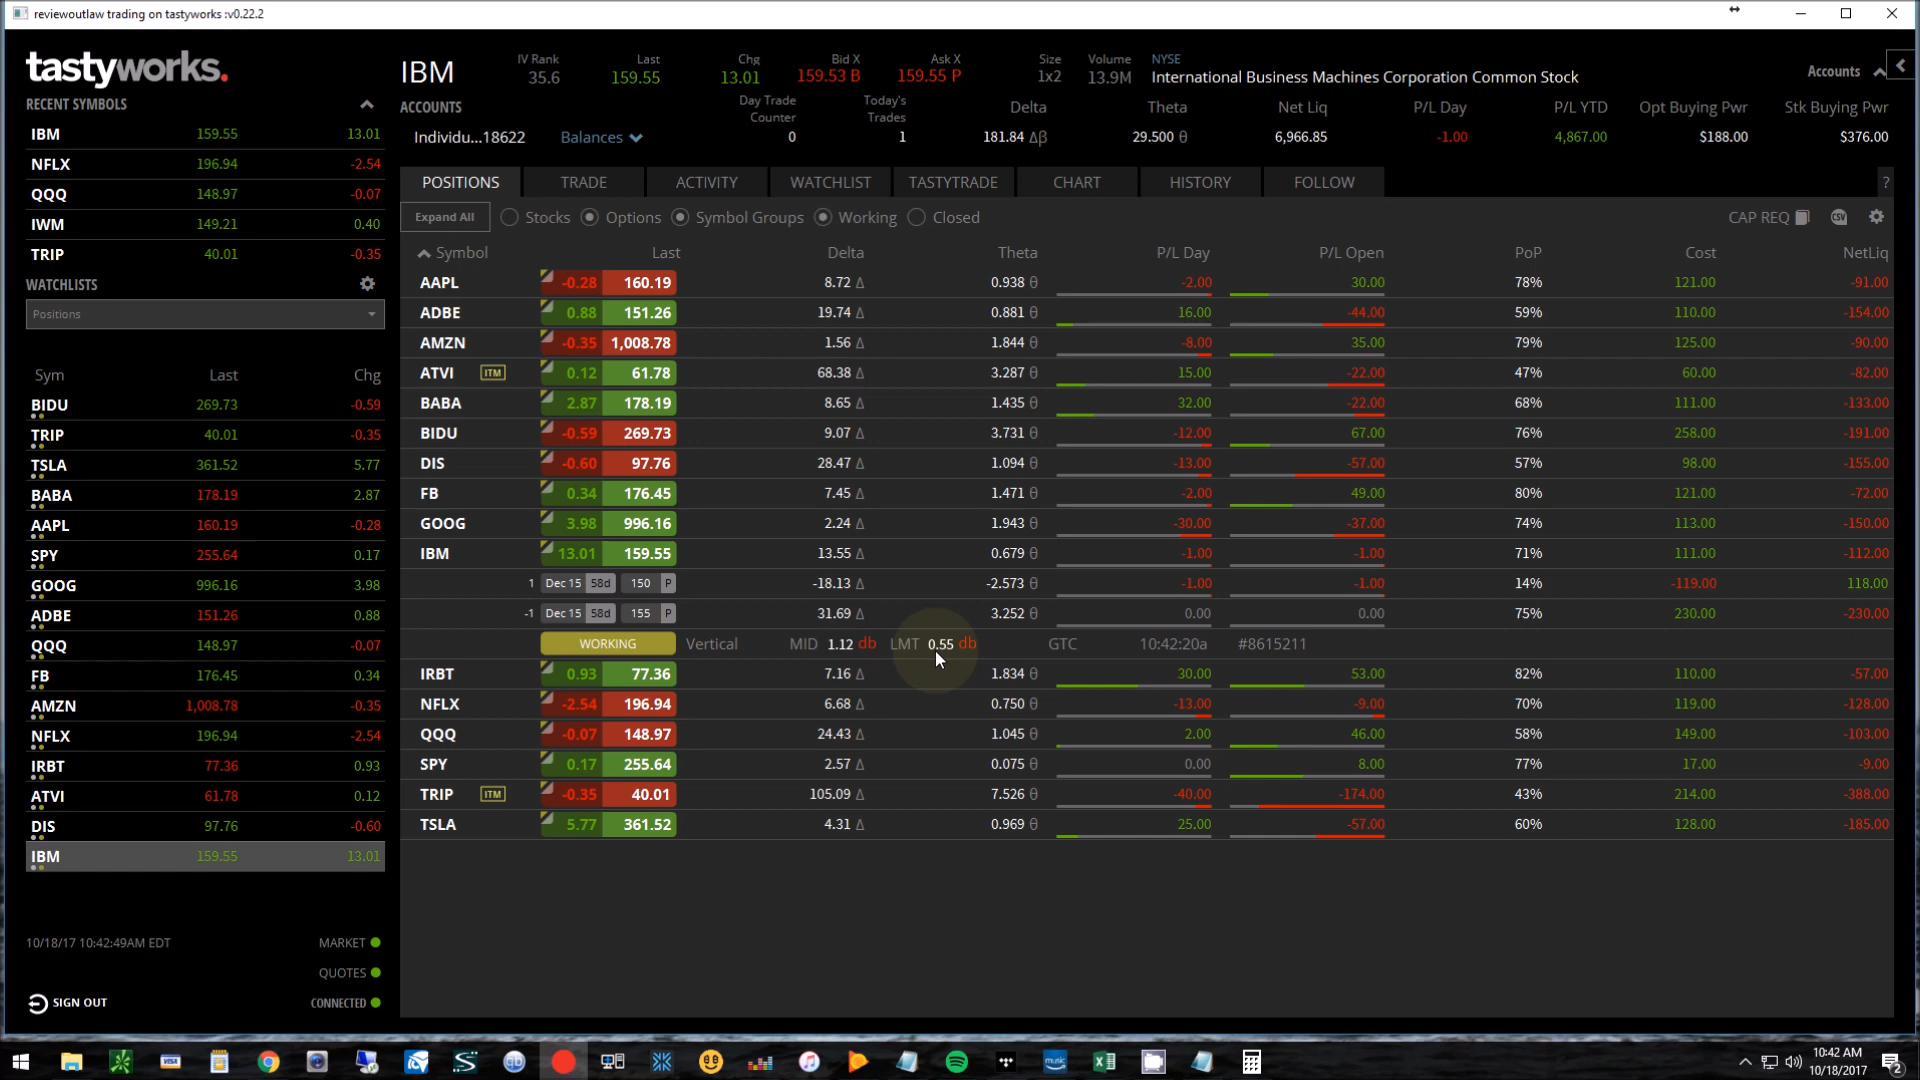 reviewoutlaw trading on tastyworks :v0.22.2
tastyworks.
RECENT SYMBOLS
IBM 159.55 13.01
NFLX 196.94 -2.54
QQQ 148.97 -0.07
IWM 149.21 0.40
TRIP 40.01 -0.35
WATCHLISTS
Positions
Sym Last Chg
BIDU 269.73 -0.59
TRIP 40.01 -0.35
TSLA 361.52 5.77
BABA 178.19 2.87
AAPL 160.19 -0.28
SPY 255.64 0.17
GOOG 996.16 3.98
ADBE 151.26 0.88
QQQ 148.97 -0.07
FB 176.45 0.34
AMZN 1,008.78 -0.35
NFLX 196.94 -2.54
IRBT 77.36 0.93
ATVI 61.78 0.12
DIS 97.76 -0.60
IBM 159.55 13.01
10/18/17 10:42:49AM EDT MARKET
QUOTES
SIGN OUT CONNECTED
IBM IV Rank Last Chg Bid X Ask X Size Volume NYSE
35.6 159.55 13.01 159.53 B 159.55 P 1x2 13.9M International Business Machines Corporation Common Stock Accounts
ACCOUNTS Day Trade Counter Today's Trades Delta Theta Net Liq P/L Day P/L YTD Opt Buying Pwr Stk Buying Pwr
Individu...18622 Balances 0 1 181.84 Δβ 29.500 θ 6,966.85 -1.00 4,867.00 $188.00 $376.00
POSITIONS TRADE ACTIVITY WATCHLIST TASTYTRADE CHART HISTORY FOLLOW ?
Expand All Stocks Options Symbol Groups Working Closed CAP REQ CSV
Symbol Last Delta Theta P/L Day P/L Open PoP Cost NetLiq
AAPL -0.28 160.19 8.72 Δ 0.938 θ -2.00 30.00 78% 121.00 -91.00
ADBE 0.88 151.26 19.74 Δ 0.881 θ 16.00 -44.00 59% 110.00 -154.00
AMZN -0.35 1,008.78 1.56 Δ 1.844 θ -8.00 35.00 79% 125.00 -90.00
ATVI ITM 0.12 61.78 68.38 Δ 3.287 θ 15.00 -22.00 47% 60.00 -82.00
BABA 2.87 178.19 8.65 Δ 1.435 θ 32.00 -22.00 68% 111.00 -133.00
BIDU -0.59 269.73 9.07 Δ 3.731 θ -12.00 67.00 76% 258.00 -191.00
DIS -0.60 97.76 28.47 Δ 1.094 θ -13.00 -57.00 57% 98.00 -155.00
FB 0.34 176.45 7.45 Δ 1.471 θ -2.00 49.00 80% 121.00 -72.00
GOOG 3.98 996.16 2.24 Δ 1.943 θ -30.00 -37.00 74% 113.00 -150.00
IBM 13.01 159.55 13.55 Δ 0.679 θ -1.00 -1.00 71% 111.00 -112.00
1 Dec 15 58d 150 P -18.13 Δ -2.573 θ -1.00 -1.00 14% -119.00 118.00
-1 Dec 15 58d 155 P 31.69 Δ 3.252 θ 0.00 0.00 75% 230.00 -230.00
WORKING Vertical MID 1.12 db LMT 0.55 db GTC 10:42:20a #8615211
IRBT 0.93 77.36 7.16 Δ 1.834 θ 30.00 53.00 82% 110.00 -57.00
NFLX -2.54 196.94 6.68 Δ 0.750 θ -13.00 -9.00 70% 119.00 -128.00
QQQ -0.07 148.97 24.43 Δ 1.045 θ 2.00 46.00 58% 149.00 -103.00
SPY 0.17 255.64 2.57 Δ 0.075 θ 0.00 8.00 77% 17.00 -9.00
TRIP ITM -0.35 40.01 105.09 Δ 7.526 θ -40.00 -174.00 43% 214.00 -388.00
TSLA 5.77 361.52 4.31 Δ 0.969 θ 25.00 -57.00 60% 128.00 -185.00
VISA music
10:42 AM
10/18/2017 2